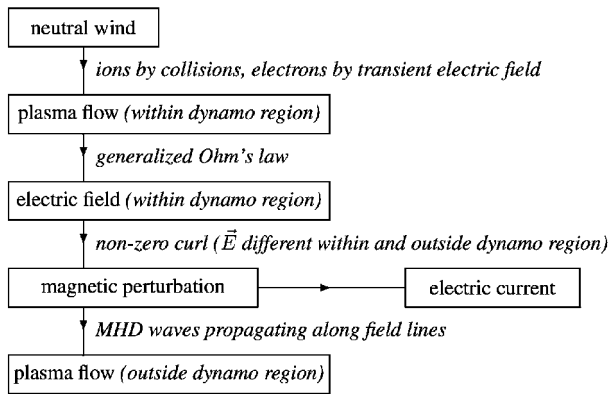 neutral wind
ions by collisions, electrons by transient electric field
plasma flow (within dynamo region)
generalized Ohm's law
electric field (within dynamo region)
non-zero curl (E⃗ different within and outside dynamo region)
magnetic perturbation
electric current
MHD waves propagating along field lines
plasma flow (outside dynamo region)